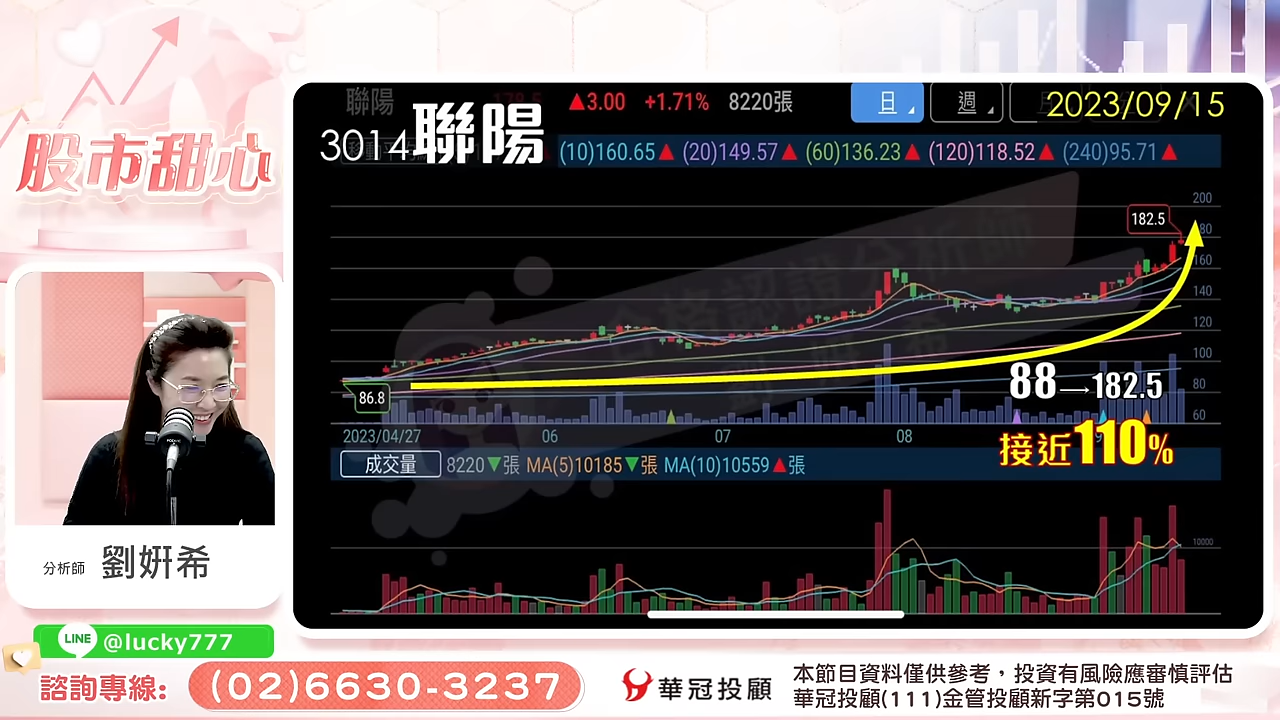 股市甜心
聯陽
▲3.00 +1.71% 8220張
日 週
2023/09/15
3014聯陽
(10)160.65▲ (20)149.57▲ (60)136.23▲ (120)118.52▲ (240)95.71▲
200
182.5
160
140
120
100
80
60
86.8
88→182.5
接近110%
2023/04/27 06 07 08
成交量 8220▼張 MA(5)10185▼張 MA(10)10559▲張
10000
合格認證分析師
分析師 劉妍希
LINE @lucky777
諮詢專線: (02)6630-3237
華冠投顧
本節目資料僅供參考，投資有風險應審慎評估
華冠投顧(111)金管投顧新字第015號